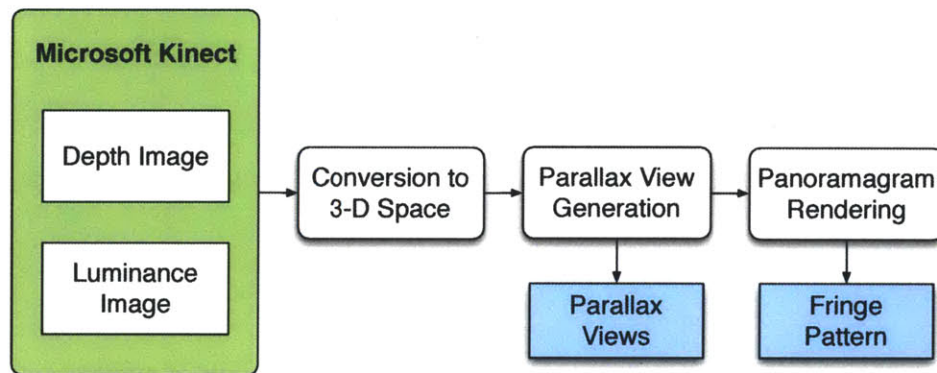 Microsoft Kinect
Depth Image
Luminance
Image
Conversion to
3-D Space
Parallax View
Generation
Panoramagram
Rendering
Parallax
Views
Fringe
Pattern